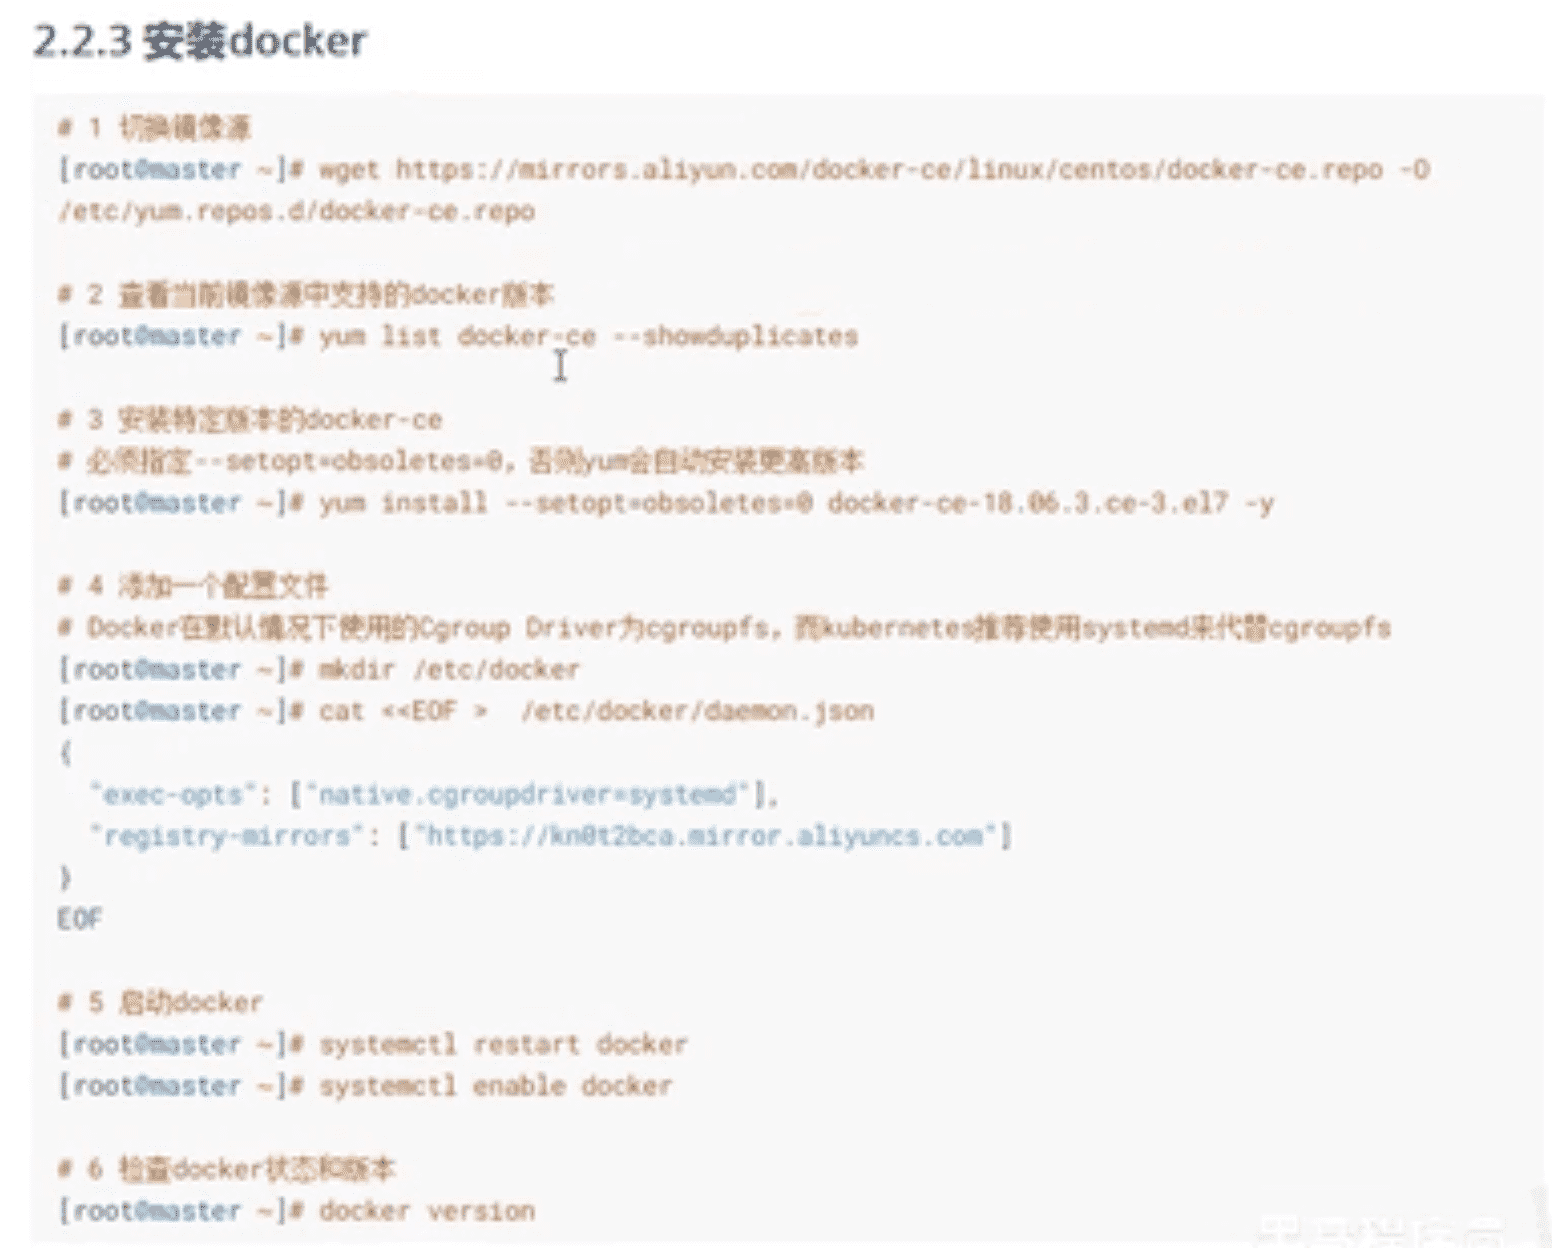 2.2.3 安装docker
# 1 切换镜像源
[root@master ~]# wget https://mirrors.aliyun.com/docker-ce/linux/centos/docker-ce.repo -O
/etc/yum.repos.d/docker-ce.repo
# 2 查看当前镜像源中支持的docker版本
[root@master ~]# yum list docker-ce --showduplicates
# 3 安装特定版本的docker-ce
# 必须指定--setopt=obsoletes=0，否则yum会自动安装更高版本
[root@master ~]# yum install --setopt=obsoletes=0 docker-ce-18.06.3.ce-3.el7 -y
# 4 添加一个配置文件
# Docker在默认情况下使用的Cgroup Driver为cgroupfs，而kubernetes推荐使用systemd来代替cgroupfs
[root@master ~]# mkdir /etc/docker
[root@master ~]# cat <<EOF >  /etc/docker/daemon.json
{
  "exec-opts": ["native.cgroupdriver=systemd"],
  "registry-mirrors": ["https://kn0t2bca.mirror.aliyuncs.com"]
}
EOF
# 5 启动docker
[root@master ~]# systemctl restart docker
[root@master ~]# systemctl enable docker
# 6 检查docker状态和版本
[root@master ~]# docker version